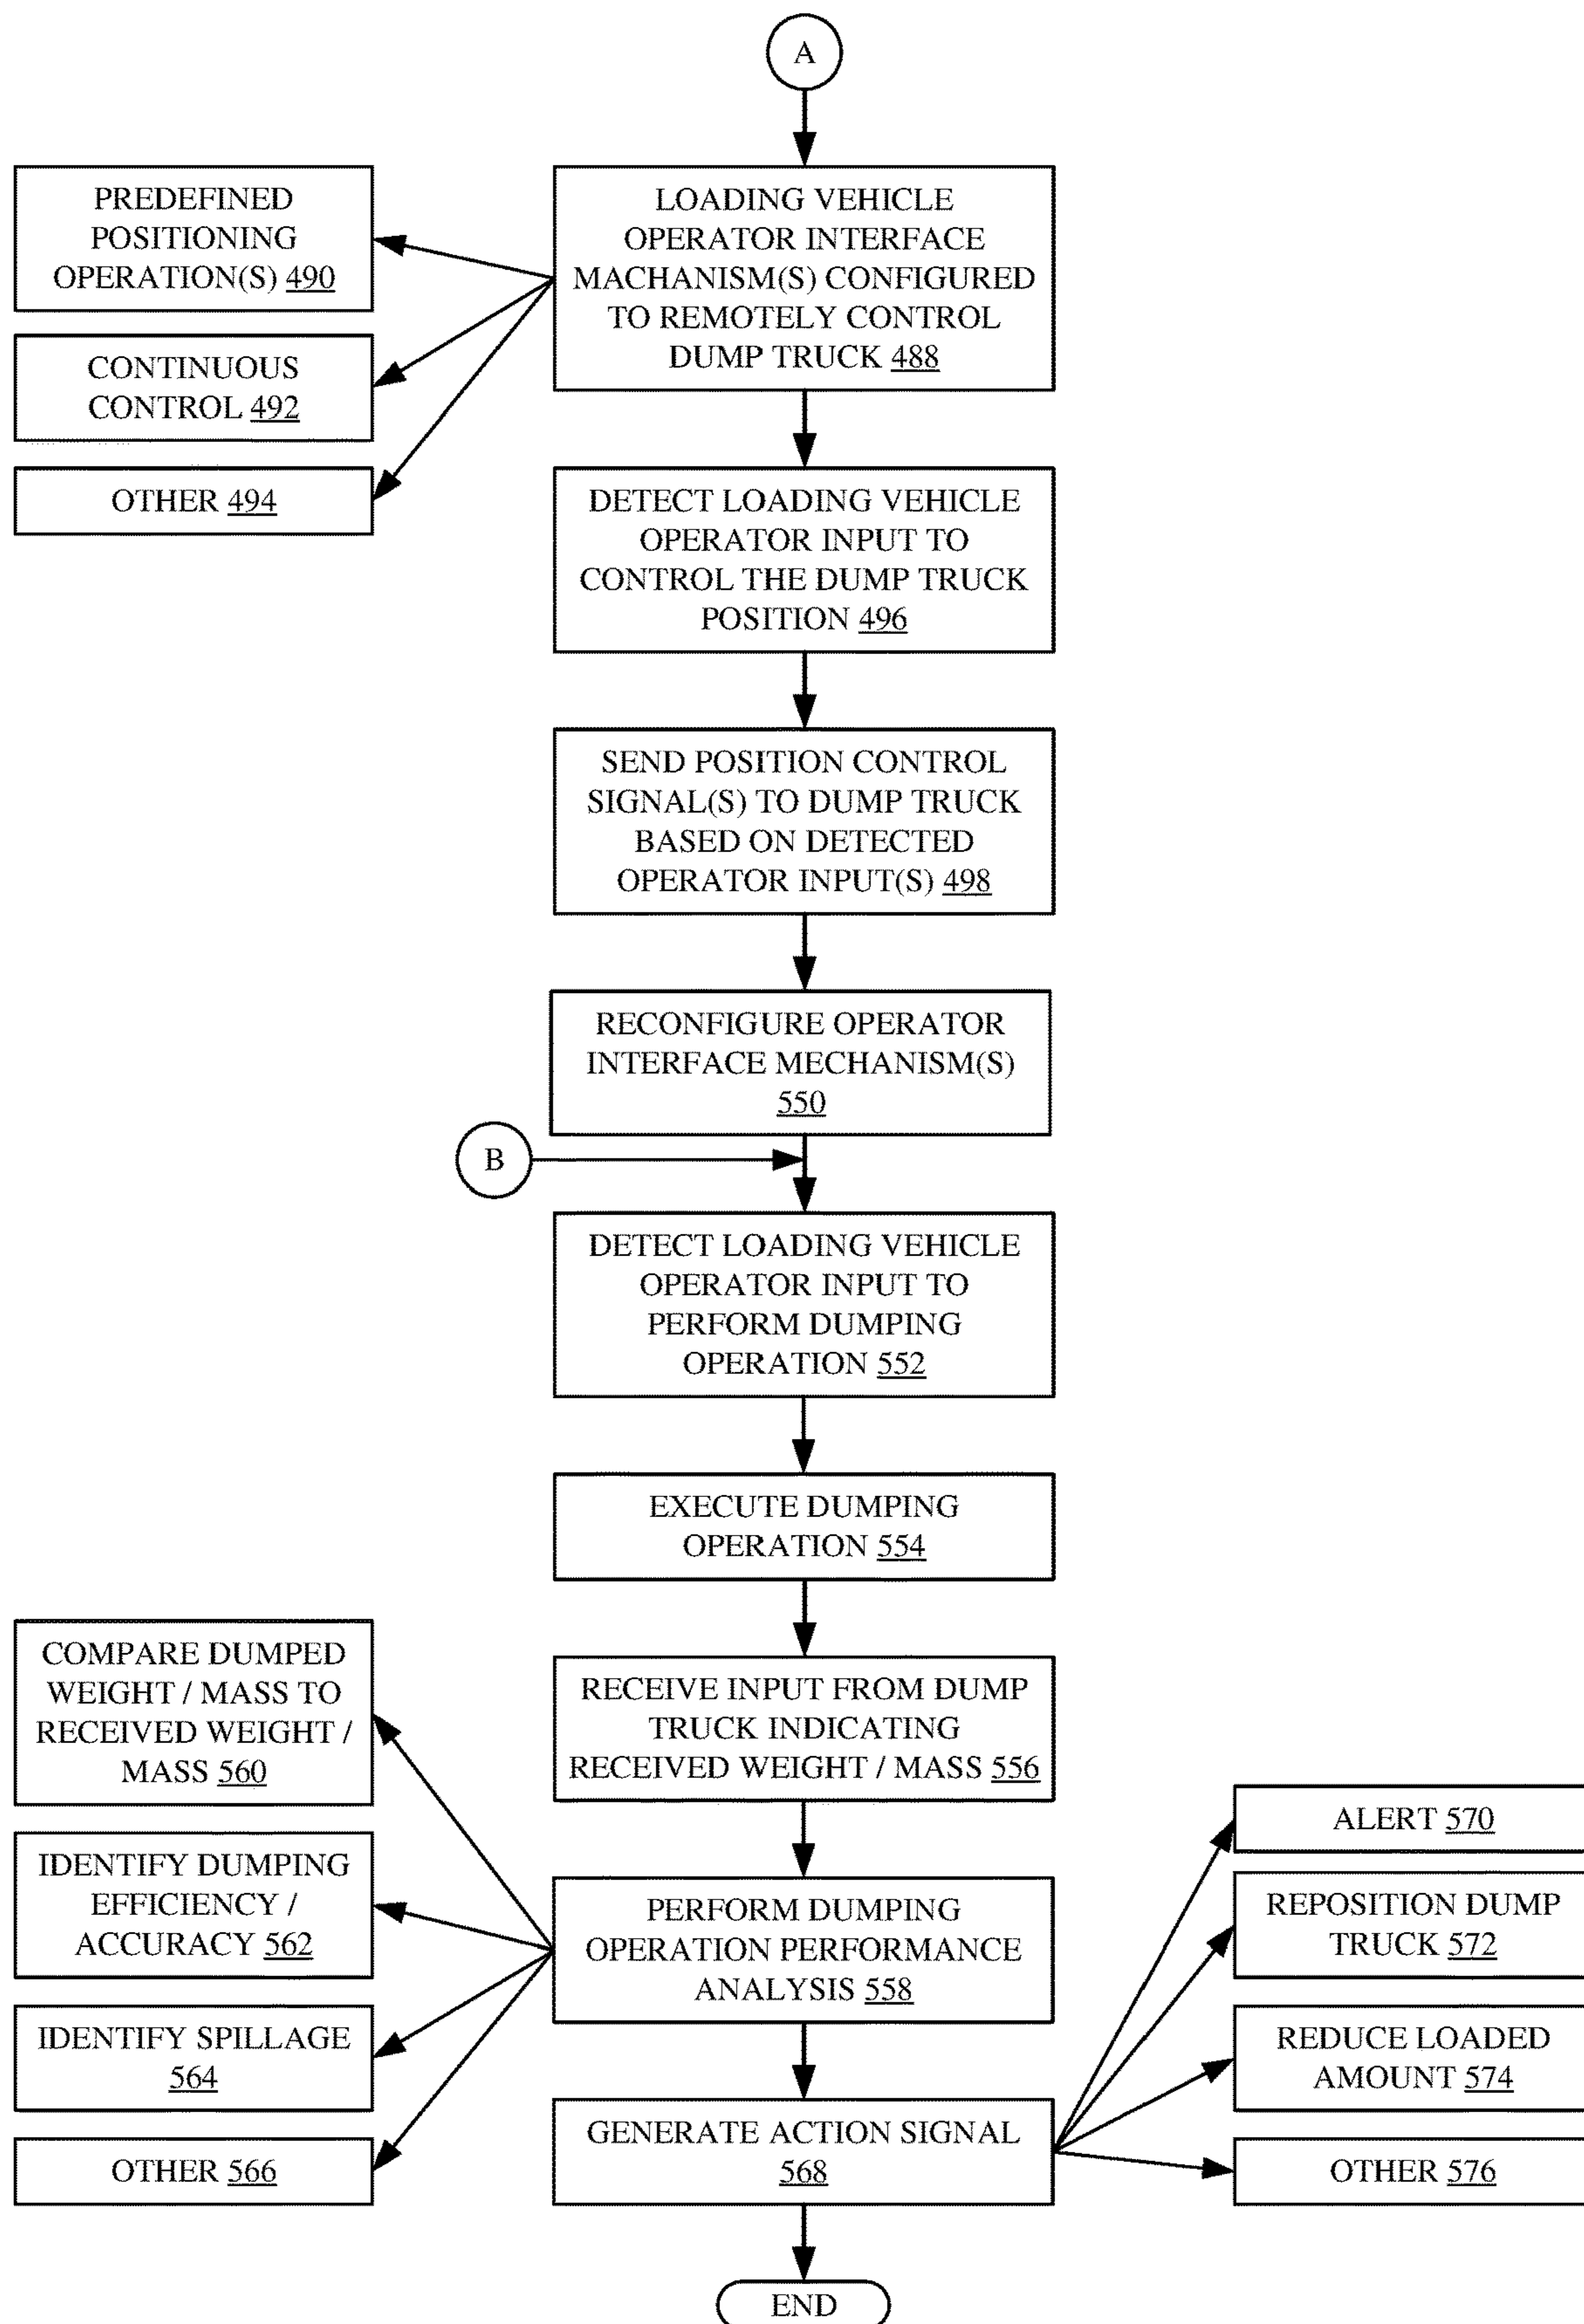 A
PREDEFINED
POSITIONING
OPERATION(S) 490
CONTINUOUS
CONTROL 492
OTHER 494
LOADING VEHICLE
OPERATOR INTERFACE
MACHANISM(S) CONFIGURED
TO REMOTELY CONTROL
DUMP TRUCK 488
DETECT LOADING VEHICLE
OPERATOR INPUT TO
CONTROL THE DUMP TRUCK
POSITION 496
SEND POSITION CONTROL
SIGNAL(S) TO DUMP TRUCK
BASED ON DETECTED
OPERATOR INPUT(S) 498
RECONFIGURE OPERATOR
INTERFACE MECHANISM(S)
550
B
DETECT LOADING VEHICLE
OPERATOR INPUT TO
PERFORM DUMPING
OPERATION 552
EXECUTE DUMPING
OPERATION 554
RECEIVE INPUT FROM DUMP
TRUCK INDICATING
RECEIVED WEIGHT / MASS 556
COMPARE DUMPED
WEIGHT / MASS TO
RECEIVED WEIGHT /
MASS 560
IDENTIFY DUMPING
EFFICIENCY /
ACCURACY 562
IDENTIFY SPILLAGE
564
OTHER 566
PERFORM DUMPING
OPERATION PERFORMANCE
ANALYSIS 558
GENERATE ACTION SIGNAL
568
ALERT 570
REPOSITION DUMP
TRUCK 572
REDUCE LOADED
AMOUNT 574
OTHER 576
END